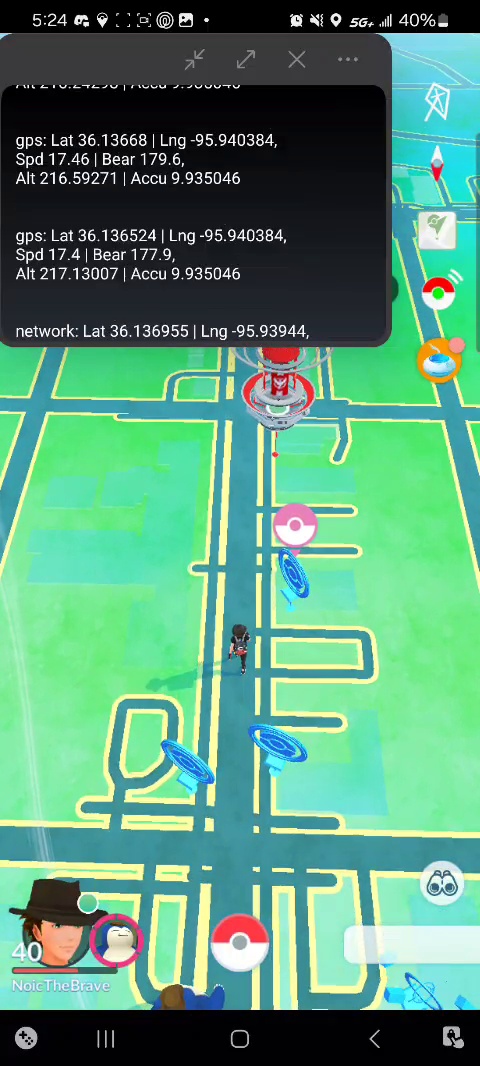 5:24
5G+
40%
Alt 216.24293 | Accu 9.935046
gps: Lat 36.13668 | Lng -95.940384,
Spd 17.46 | Bear 179.6,
Alt 216.59271 | Accu 9.935046
gps: Lat 36.136524 | Lng -95.940384,
Spd 17.4 | Bear 177.9,
Alt 217.13007 | Accu 9.935046
network: Lat 36.136955 | Lng -95.93944,
40
NoicTheBrave